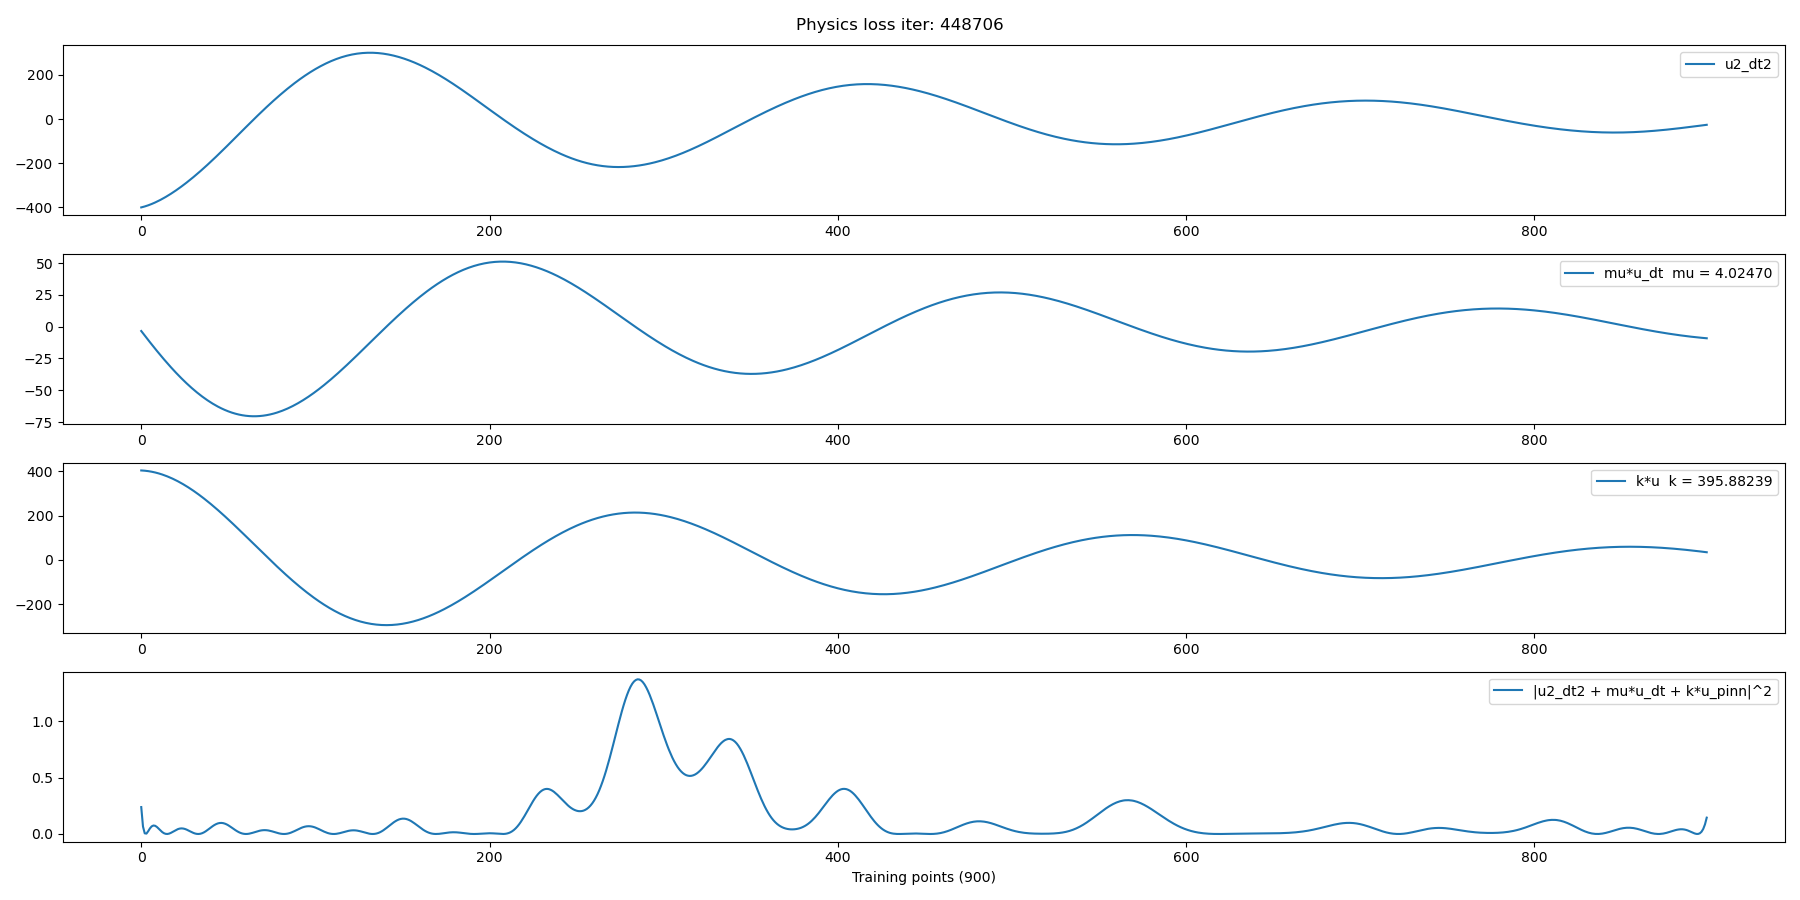 Physics loss iter: 448706
200
0
−200
−400
u2_dt2
0 200 400 600 800
50
25
0
−25
−50
−75
mu*u_dt  mu = 4.02470
0 200 400 600 800
400
200
0
−200
k*u  k = 395.88239
0 200 400 600 800
1.0
0.5
0.0
|u2_dt2 + mu*u_dt + k*u_pinn|^2
0 200 400 600 800
Training points (900)